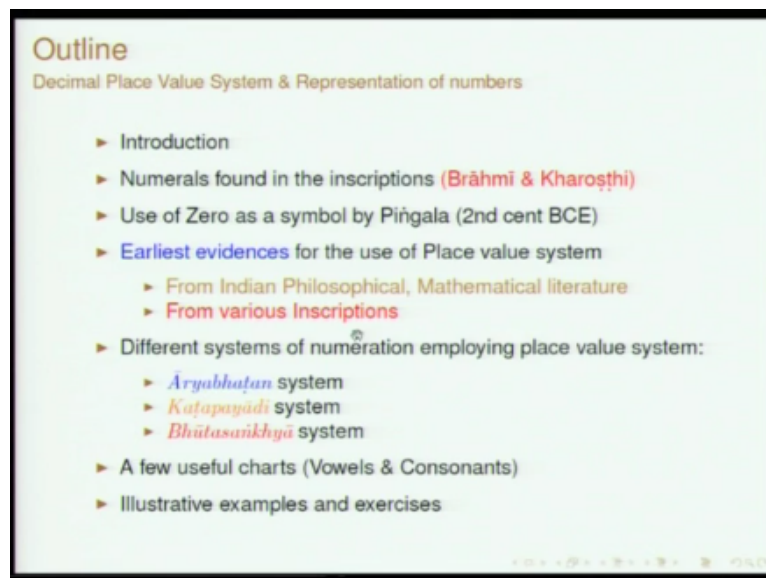 Outline
Decimal Place Value System & Representation of numbers
► Introduction
► Numerals found in the inscriptions (Brāhmī & Kharoṣṭhi)
► Use of Zero as a symbol by Piṅgala (2nd cent BCE)
► Earliest evidences for the use of Place value system
► From Indian Philosophical, Mathematical literature
► From various Inscriptions
► Different systems of numeration employing place value system:
► Āryabhaṭan system
► Kaṭapayādi system
► Bhūtasaṅkhyā system
► A few useful charts (Vowels & Consonants)
► Illustrative examples and exercises